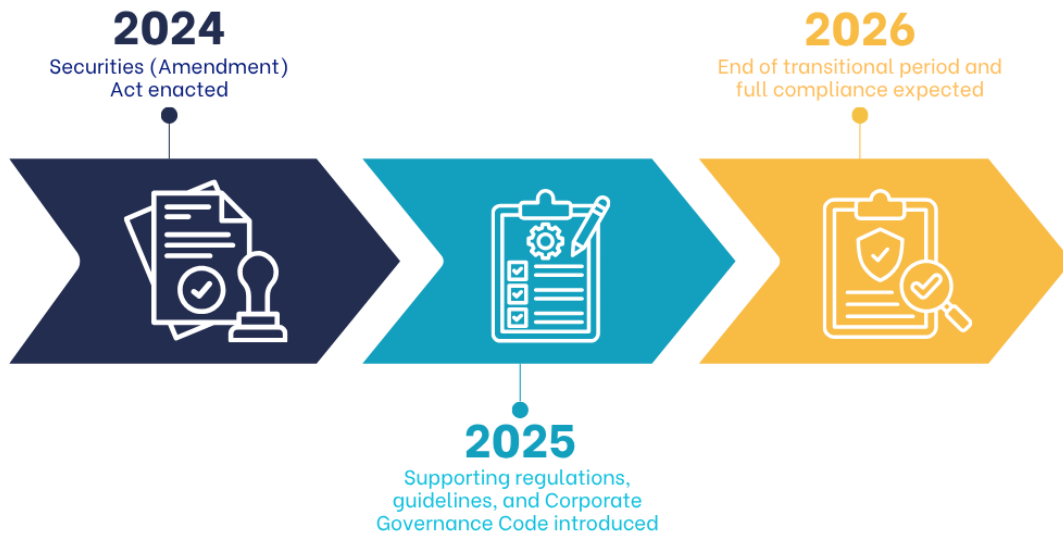 2024
Securities (Amendment)
Act enacted
2025
Supporting regulations,
guidelines, and Corporate
Governance Code introduced
2026
End of transitional period and
full compliance expected